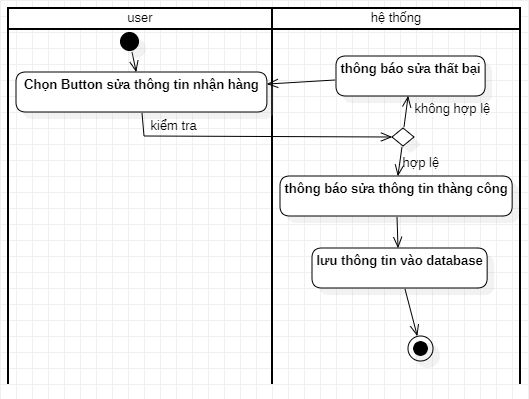 user
hệ thống
Chọn Button sửa thông tin nhận hàng
thông báo sửa thất bại
không hợp lệ
kiểm tra
hợp lệ
thông báo sửa thông tin thàng công
lưu thông tin vào database